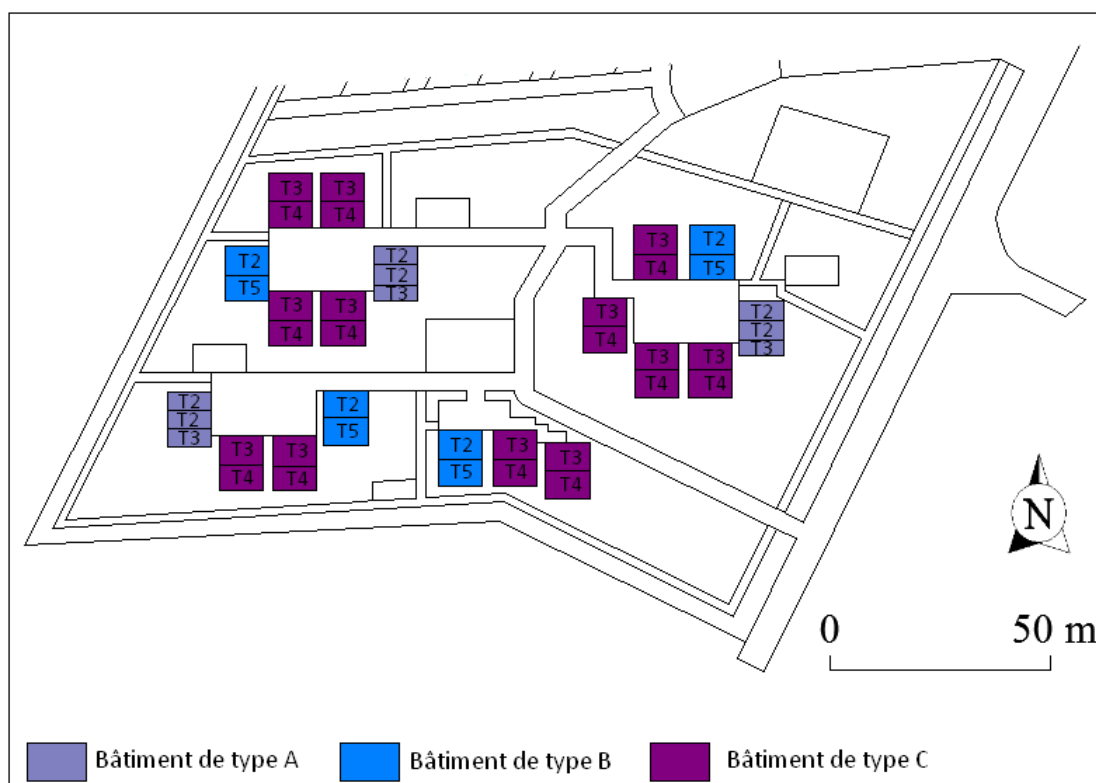 T3 T3
T4 T4
T3 T2
T4 T5
T2 T2
T5 T2
T3
T3 T3
T4 T4
T3
T4
T2
T2
T3
T3 T3
T4 T4
T2
T2
T3
T2
T5
T3 T3
T4 T4
T2 T3
T5 T4
T3
T4
N
0 50 m
Bâtiment de type A Bâtiment de type B Bâtiment de type C